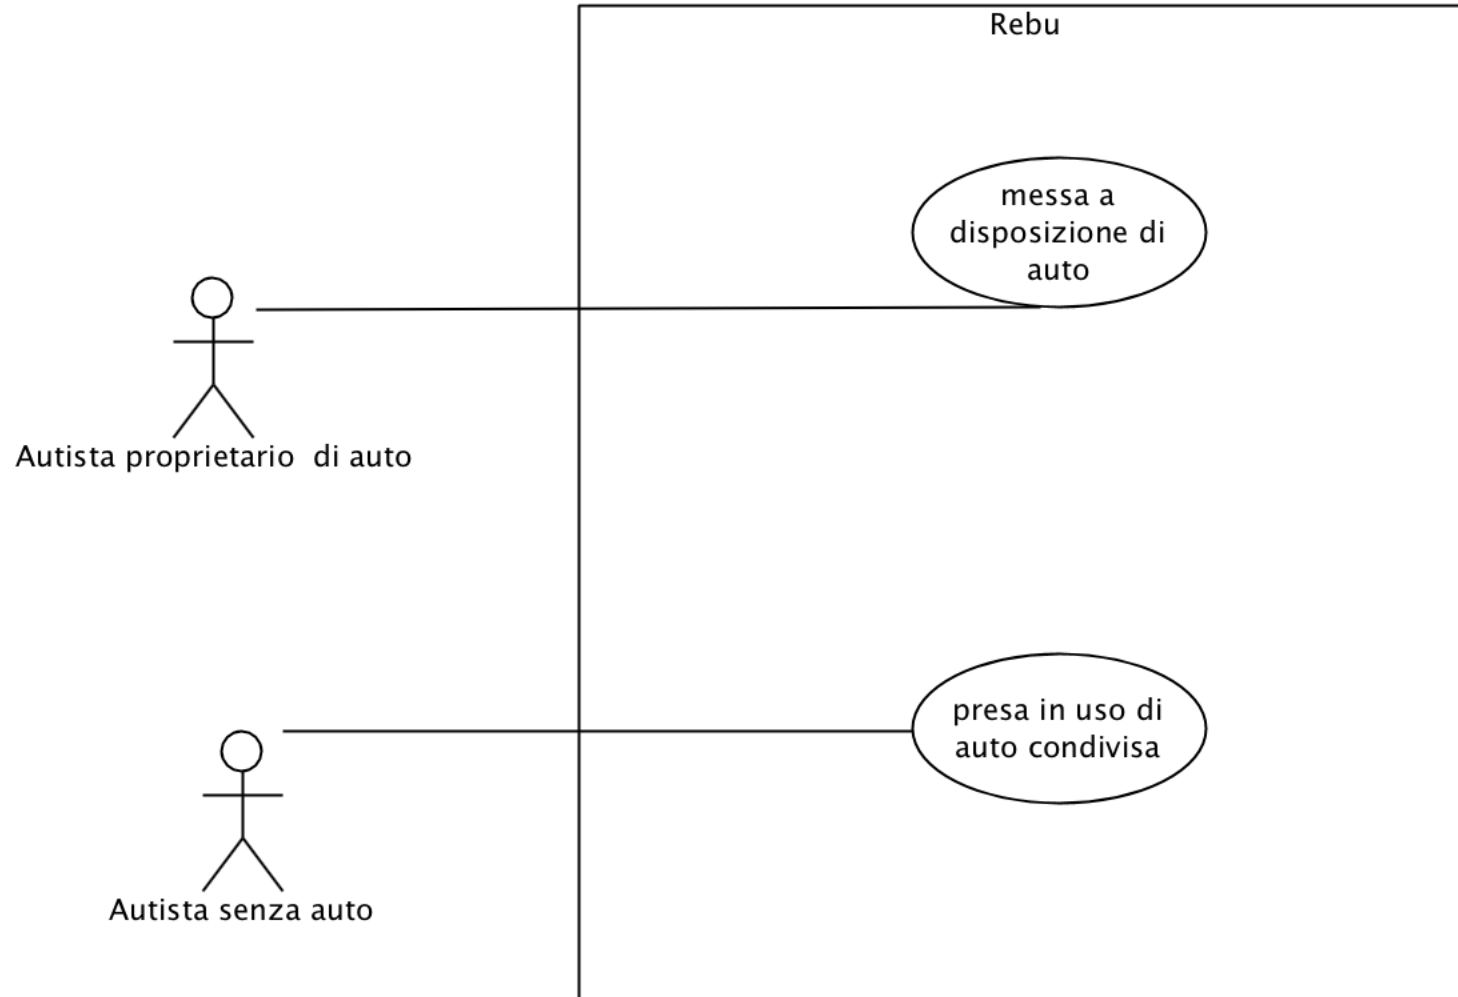 Rebu
messa a
disposizione di
auto
Autista proprietario  di auto
presa in uso di
auto condivisa
Autista senza auto